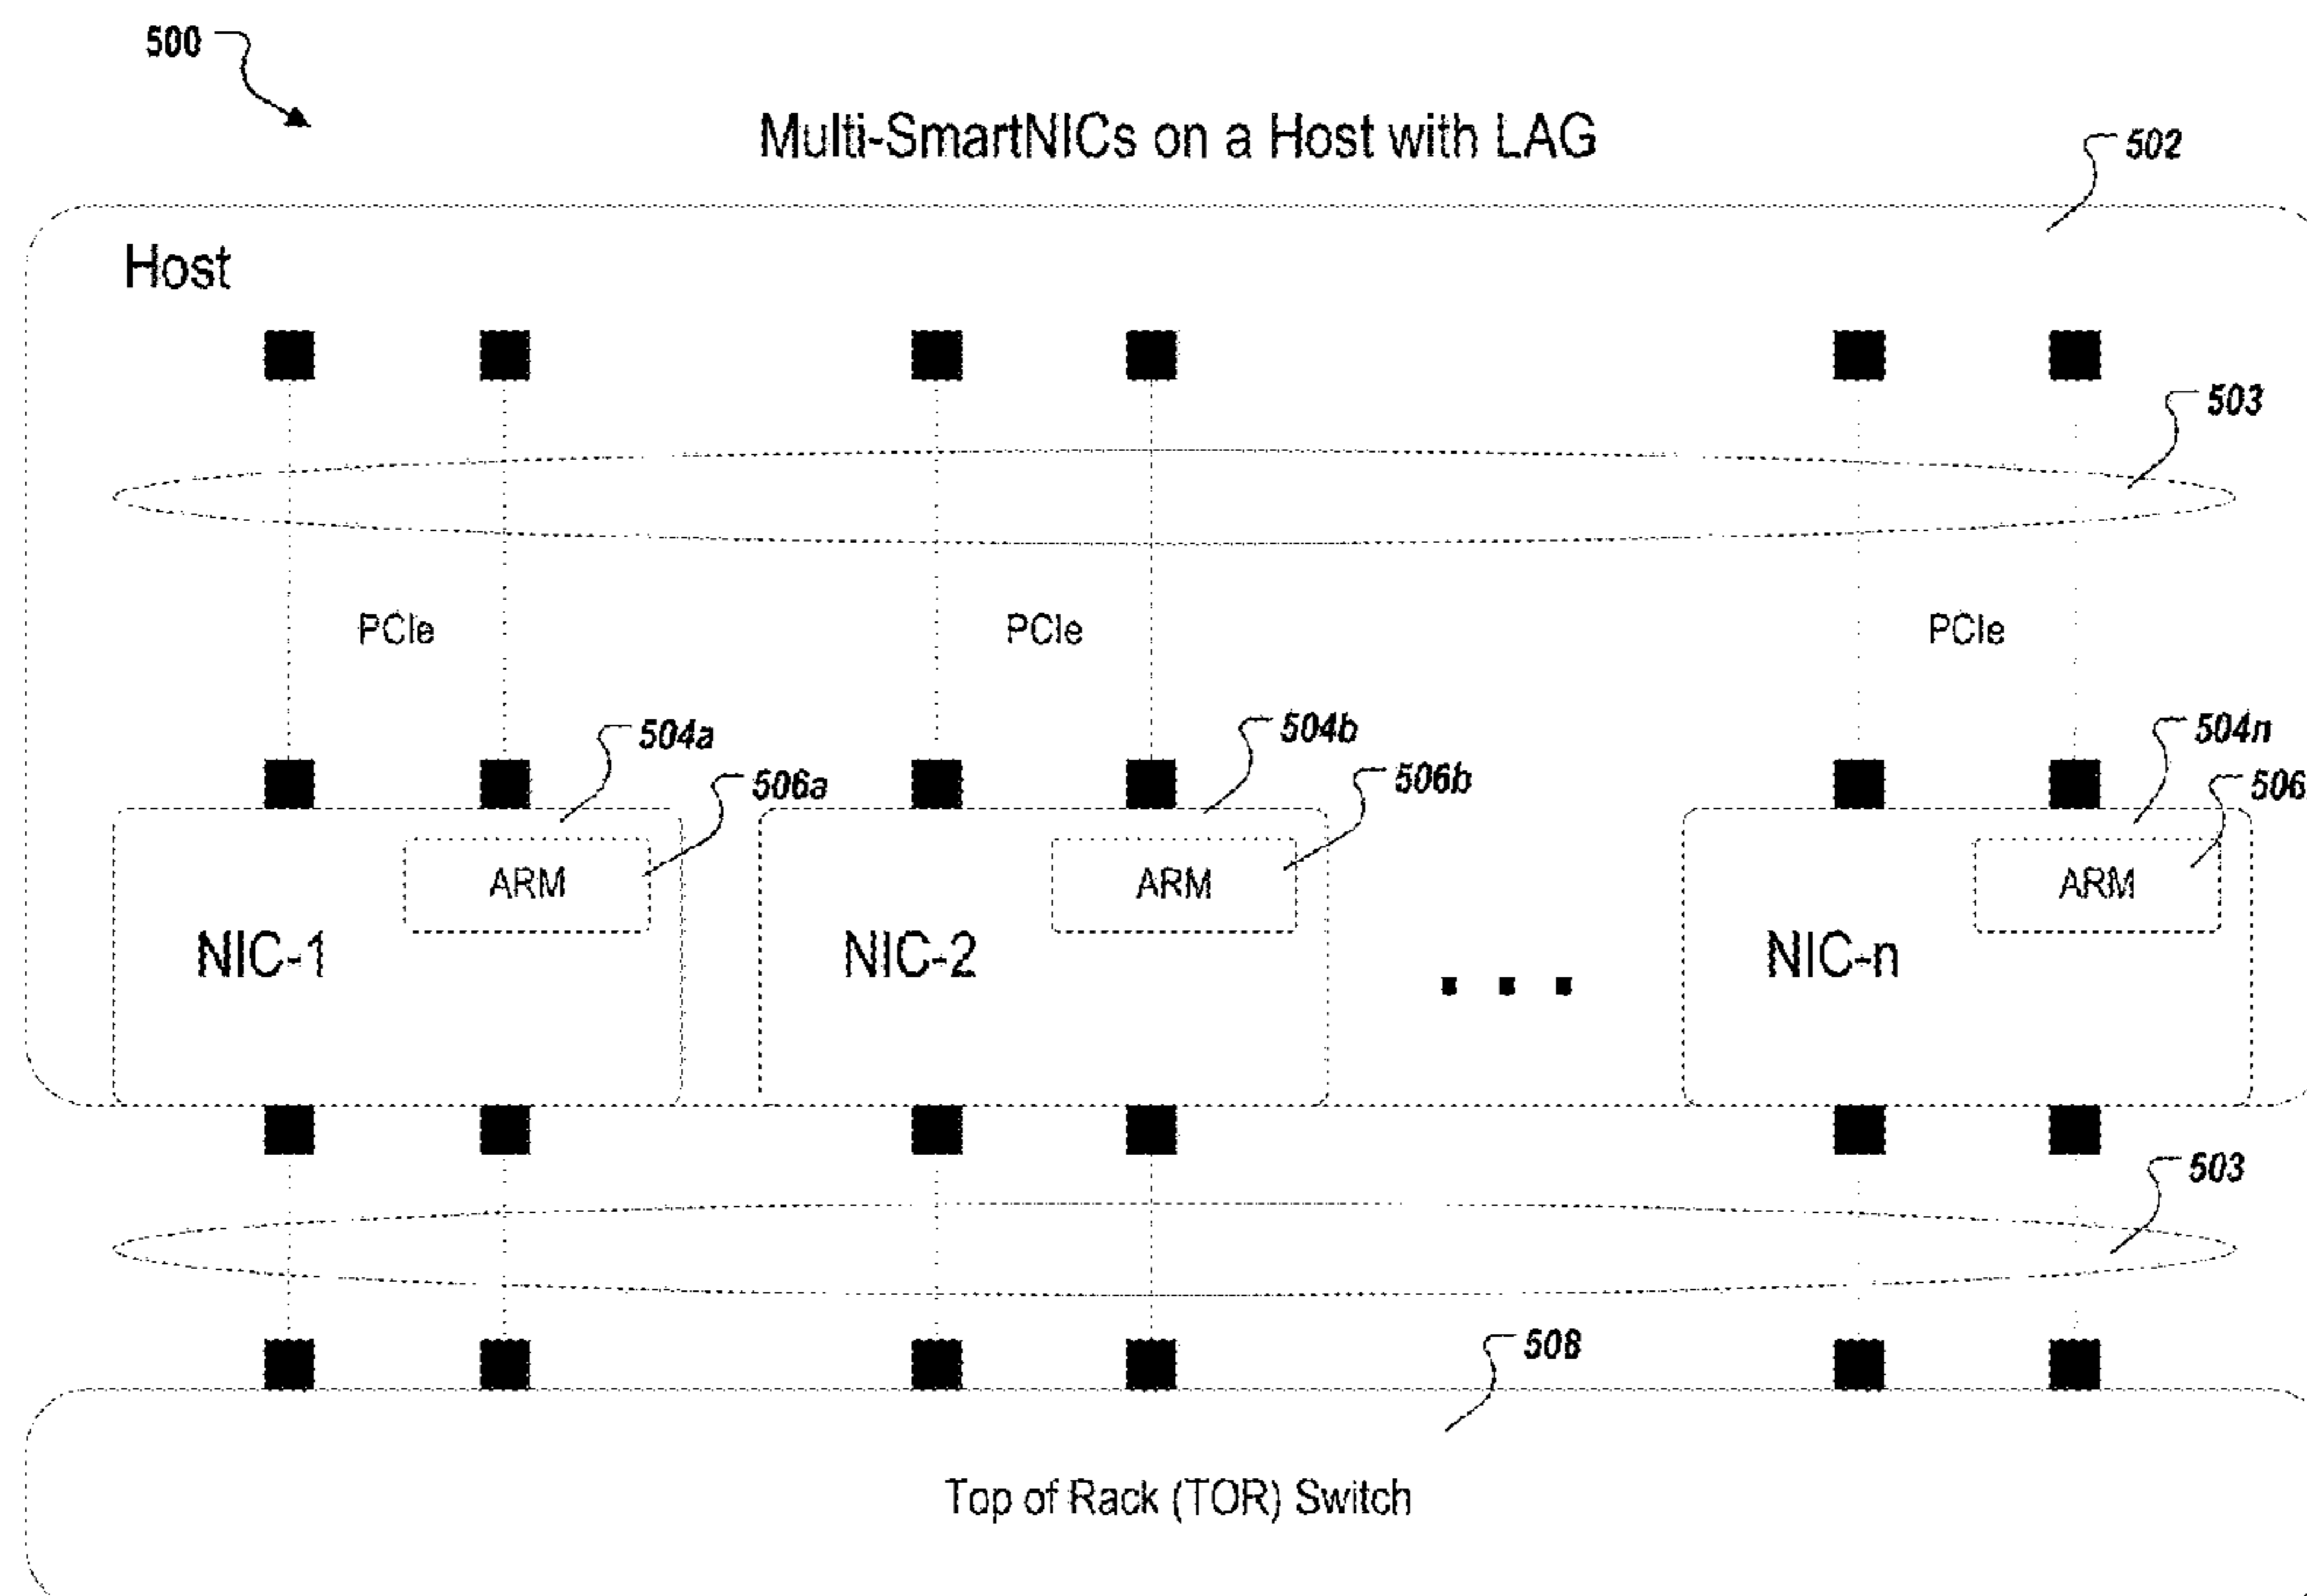 500
Multi-SmartNICs on a Host with LAG
502
Host
503
PCIe PCIe PCIe
504a 504b 504n
506a 506b 506
ARM ARM ARM
NIC-1 NIC-2 . . . NIC-n
503
508
Top of Rack (TOR) Switch